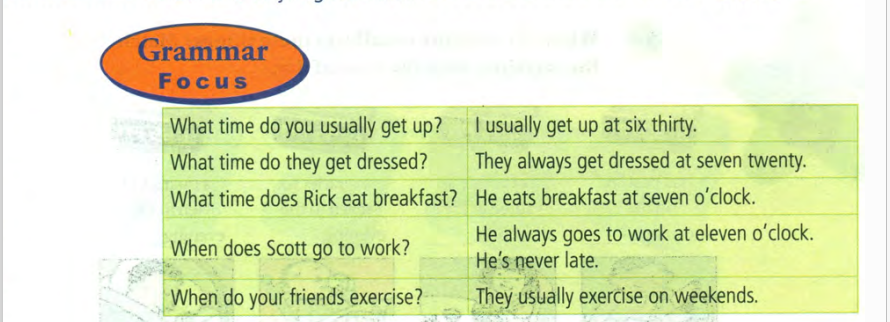 Grammar
Focus
What time do you usually get up? I usually get up at six thirty.
What time do they get dressed? They always get dressed at seven twenty.
What time does Rick eat breakfast? He eats breakfast at seven o'clock.
When does Scott go to work? He always goes to work at eleven o'clock.
He's never late.
When do your friends exercise? They usually exercise on weekends.